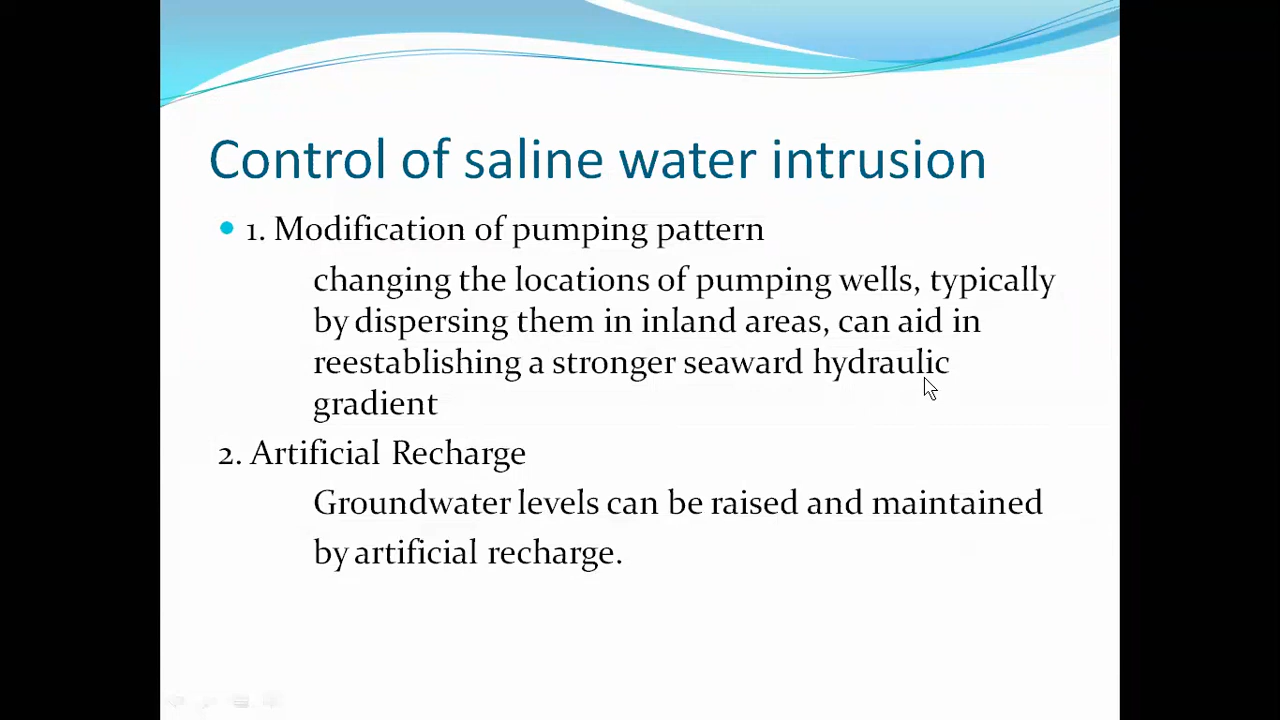 Control of saline water intrusion
• 1. Modification of pumping pattern
changing the locations of pumping wells, typically
by dispersing them in inland areas, can aid in
reestablishing a stronger seaward hydraulic
gradient
2. Artificial Recharge
Groundwater levels can be raised and maintained
by artificial recharge.